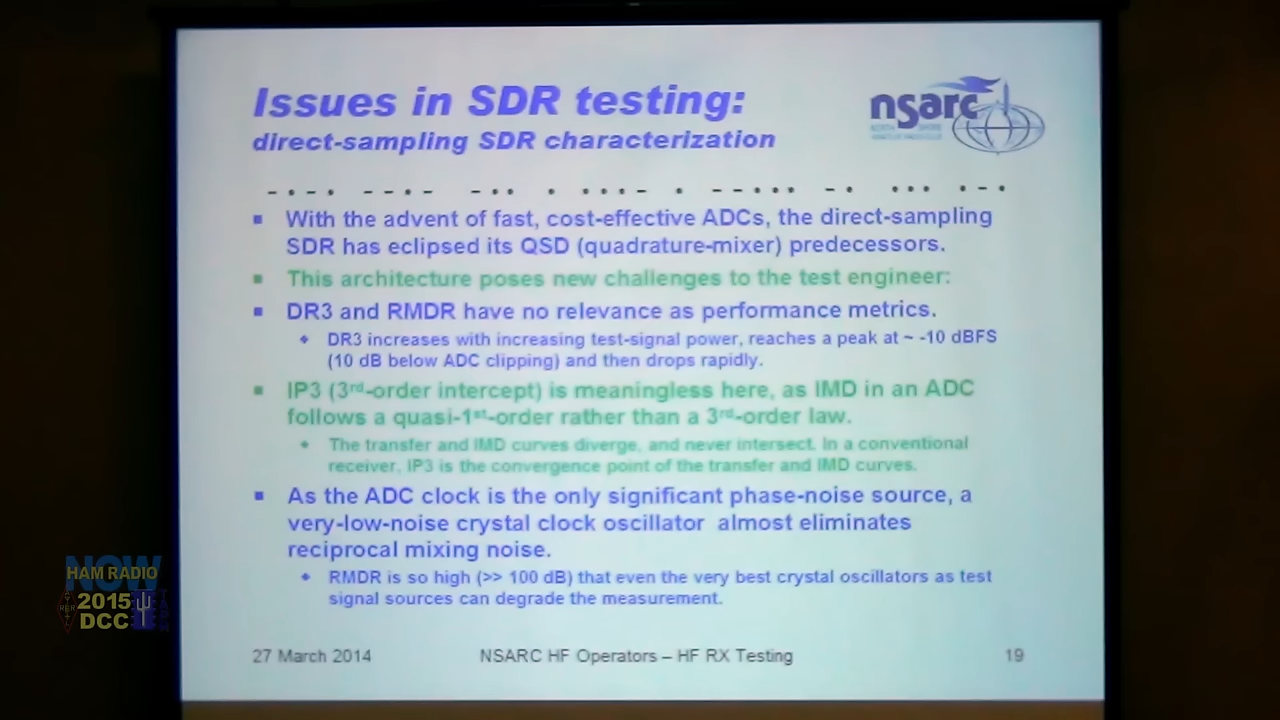 Issues in SDR testing:
direct-sampling SDR characterization
nsarc
With the advent of fast, cost-effective ADCs, the direct-sampling
SDR has eclipsed its QSD (quadrature-mixer) predecessors.
This architecture poses new challenges to the test engineer:
DR3 and RMDR have no relevance as performance metrics.
DR3 increases with increasing test-signal power, reaches a peak at ~ -10 dBFS
(10 dB below ADC clipping) and then drops rapidly.
IP3 (3rd-order intercept) is meaningless here, as IMD in an ADC
follows a quasi-1st-order rather than a 3rd-order law.
The transfer and IMD curves diverge, and never intersect. In a conventional
receiver, IP3 is the convergence point of the transfer and IMD curves.
As the ADC clock is the only significant phase-noise source, a
very-low-noise crystal clock oscillator almost eliminates
reciprocal mixing noise.
RMDR is so high (>> 100 dB) that even the very best crystal oscillators as test
signal sources can degrade the measurement.
27 March 2014
NSARC HF Operators – HF RX Testing
19
NOW
HAM RADIO
2015
DCC